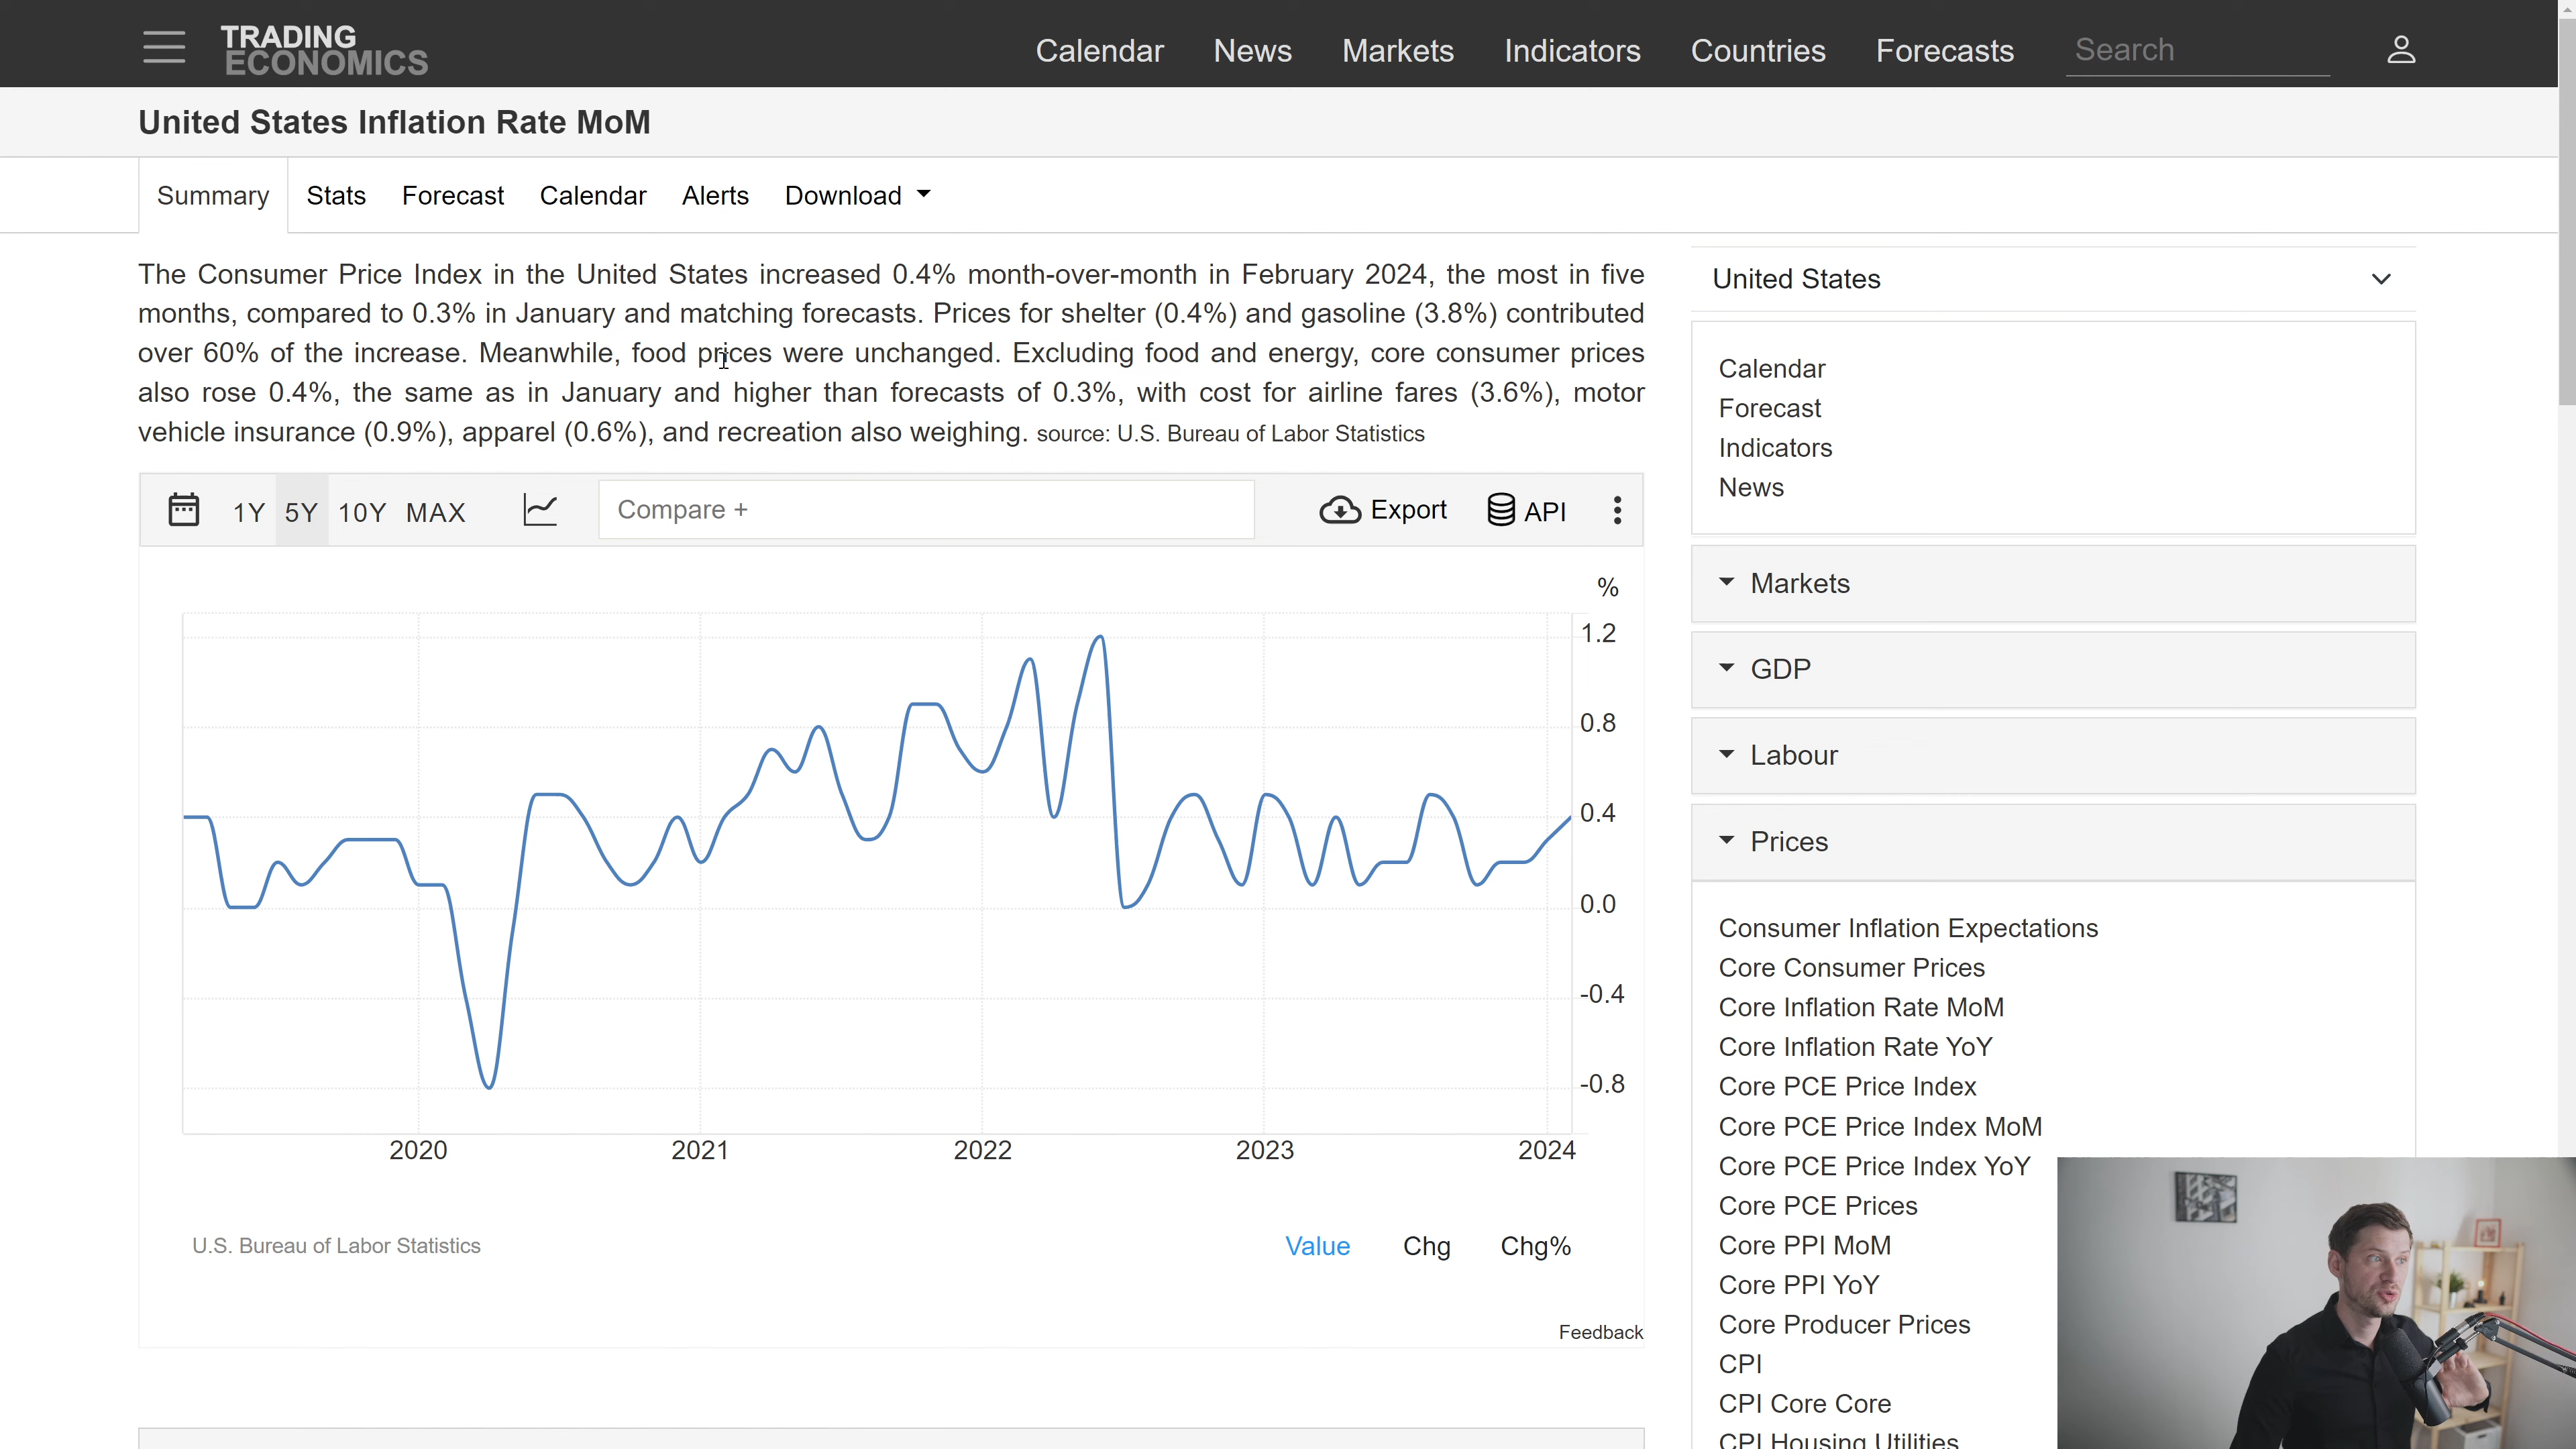 TRADING
ECONOMICS
Calendar
News
Markets
Indicators
Countries
Forecasts
Search
United States Inflation Rate MoM
Summary
Stats
Forecast
Calendar
Alerts
Download
The Consumer Price Index in the United States increased 0.4% month-over-month in February 2024, the most in five
months, compared to 0.3% in January and matching forecasts. Prices for shelter (0.4%) and gasoline (3.8%) contributed
over 60% of the increase. Meanwhile, food prices were unchanged. Excluding food and energy, core consumer prices
also rose 0.4%, the same as in January and higher than forecasts of 0.3%, with cost for airline fares (3.6%), motor
vehicle insurance (0.9%), apparel (0.6%), and recreation also weighing. source: U.S. Bureau of Labor Statistics
1Y
5Y
10Y
MAX
Compare +
Export
API
%
1.2
0.8
0.4
0.0
-0.4
-0.8
2020
2021
2022
2023
2024
U.S. Bureau of Labor Statistics
Value
Chg
Chg%
Feedback
United States
Calendar
Forecast
Indicators
News
Markets
GDP
Labour
Prices
Consumer Inflation Expectations
Core Consumer Prices
Core Inflation Rate MoM
Core Inflation Rate YoY
Core PCE Price Index
Core PCE Price Index MoM
Core PCE Price Index YoY
Core PCE Prices
Core PPI MoM
Core PPI YoY
Core Producer Prices
CPI
CPI Core Core
CPI Housing Utilities